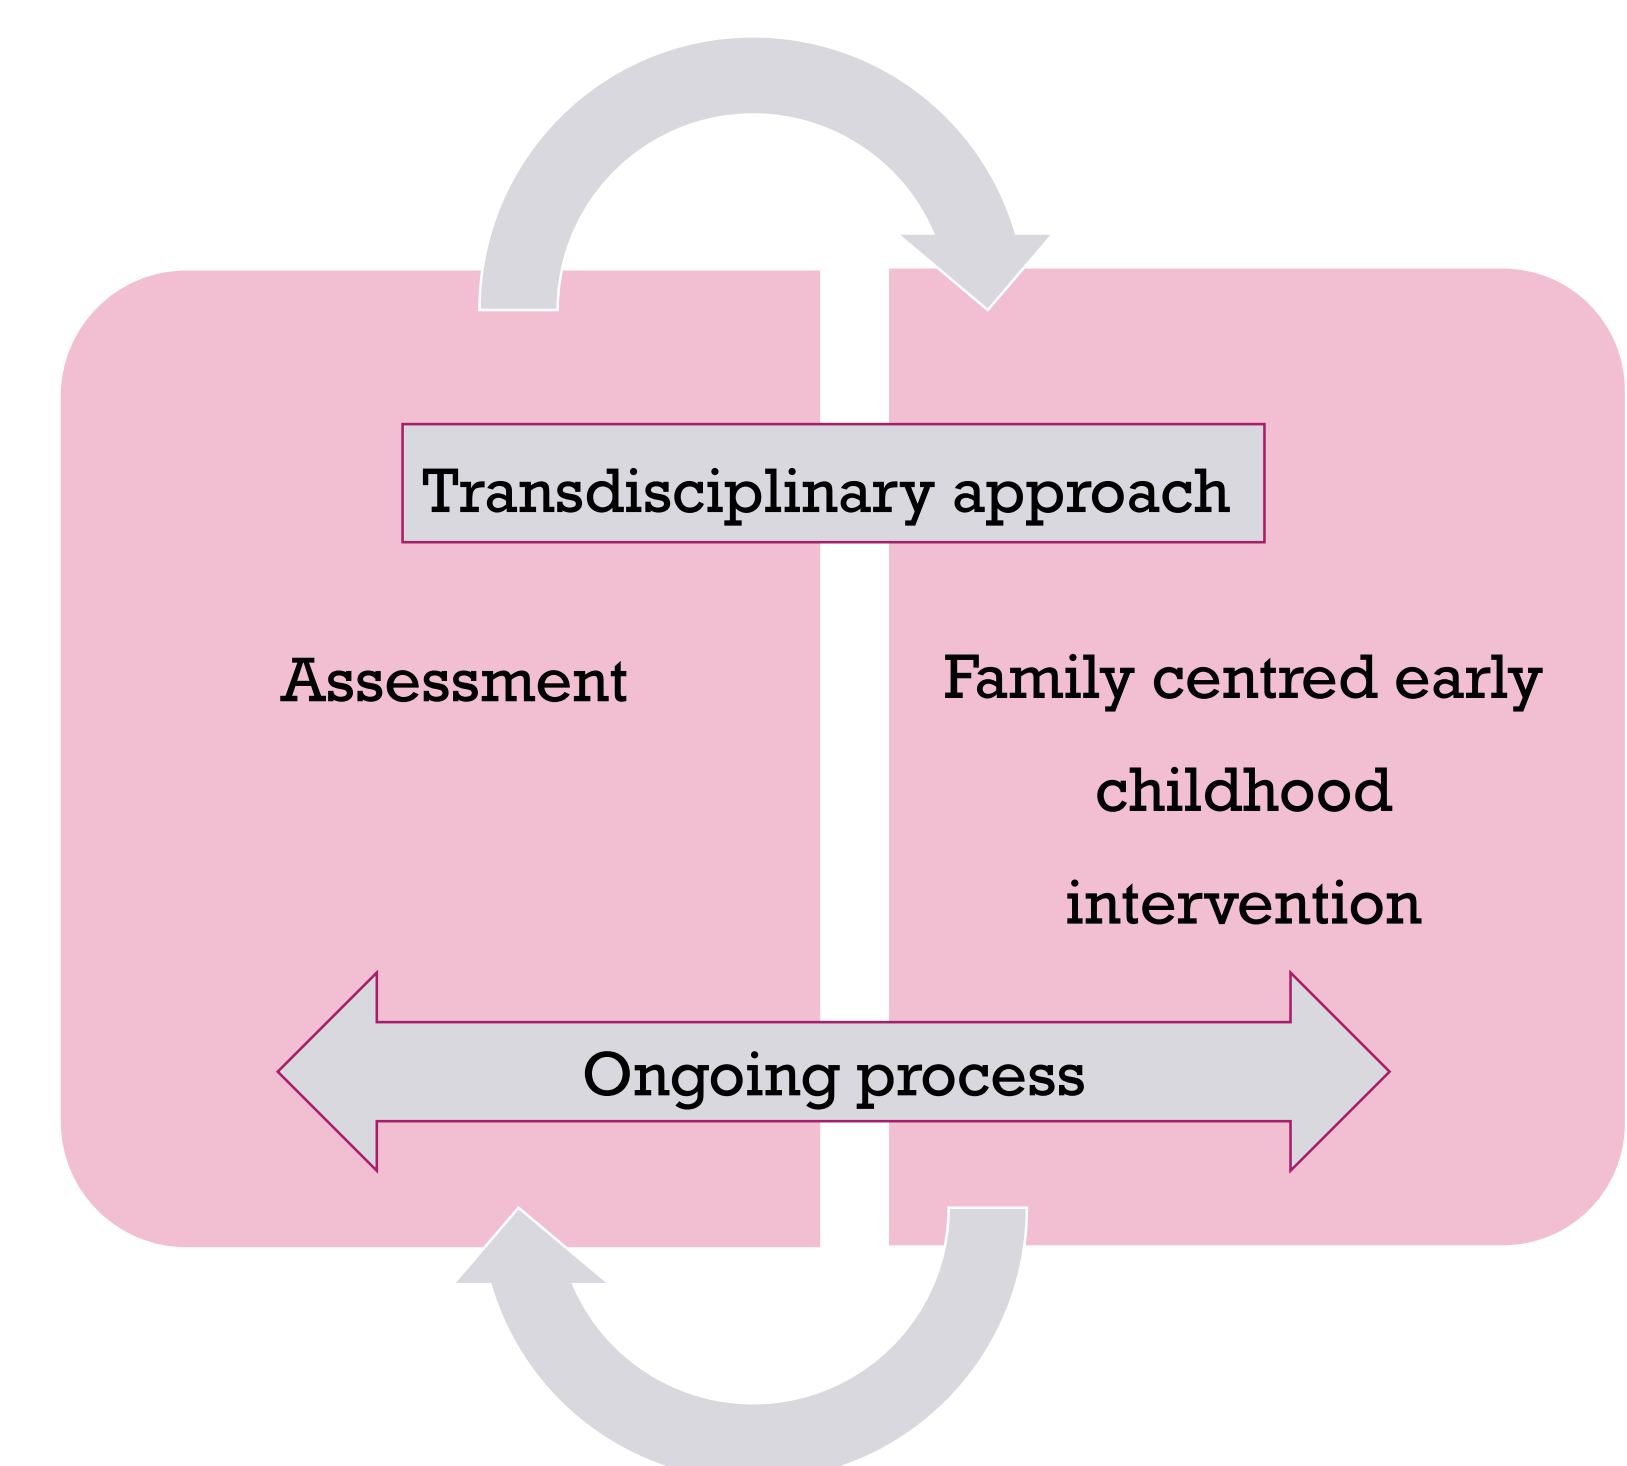 Transdisciplinary approach
Assessment
Family centred early
childhood
intervention
Ongoing process